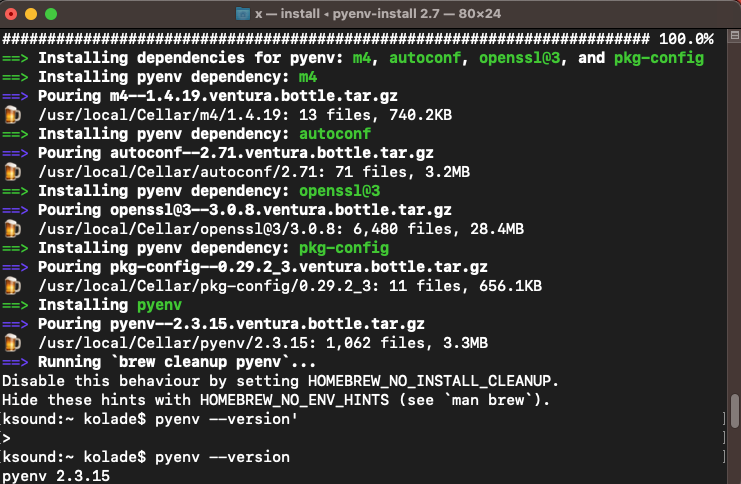 x — install ◂ pyenv-install 2.7 — 80×24
######################################################################## 100.0%
==> Installing dependencies for pyenv: m4, autoconf, openssl@3, and pkg-config
==> Installing pyenv dependency: m4
==> Pouring m4--1.4.19.ventura.bottle.tar.gz
🍺  /usr/local/Cellar/m4/1.4.19: 13 files, 740.2KB
==> Installing pyenv dependency: autoconf
==> Pouring autoconf--2.71.ventura.bottle.tar.gz
🍺  /usr/local/Cellar/autoconf/2.71: 71 files, 3.2MB
==> Installing pyenv dependency: openssl@3
==> Pouring openssl@3--3.0.8.ventura.bottle.tar.gz
🍺  /usr/local/Cellar/openssl@3/3.0.8: 6,480 files, 28.4MB
==> Installing pyenv dependency: pkg-config
==> Pouring pkg-config--0.29.2_3.ventura.bottle.tar.gz
🍺  /usr/local/Cellar/pkg-config/0.29.2_3: 11 files, 656.1KB
==> Installing pyenv
==> Pouring pyenv--2.3.15.ventura.bottle.tar.gz
🍺  /usr/local/Cellar/pyenv/2.3.15: 1,062 files, 3.3MB
==> Running `brew cleanup pyenv`...
Disable this behaviour by setting HOMEBREW_NO_INSTALL_CLEANUP.
Hide these hints with HOMEBREW_NO_ENV_HINTS (see `man brew`).
[ksound:~ kolade$ pyenv --version' ]
[> ]
[ksound:~ kolade$ pyenv --version ]
pyenv 2.3.15